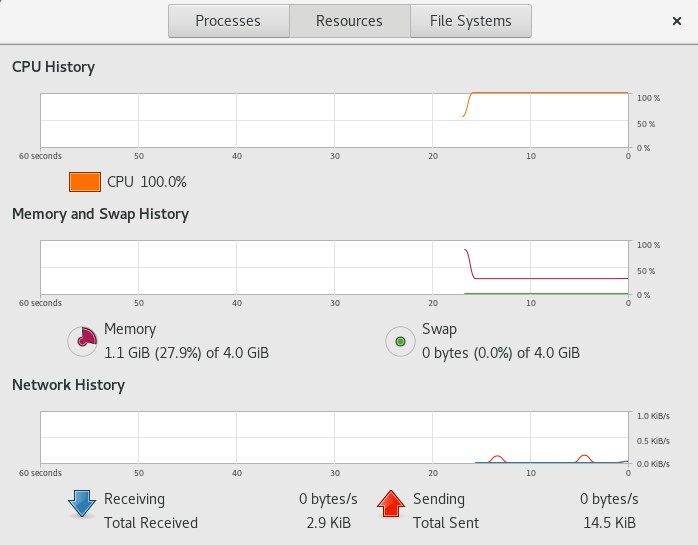 Processes Resources File Systems ×
CPU History
100 %
50 %
0 %
60 seconds 50 40 30 20 10 0
CPU 100.0%
Memory and Swap History
100 %
50 %
0 %
60 seconds 50 40 30 20 10 0
Memory Swap
1.1 GiB (27.9%) of 4.0 GiB 0 bytes (0.0%) of 4.0 GiB
Network History
1.0 KiB/s
0.5 KiB/s
0.0 KiB/s
60 seconds 50 40 30 20 10 0
Receiving 0 bytes/s Sending 0 bytes/s
Total Received 2.9 KiB Total Sent 14.5 KiB